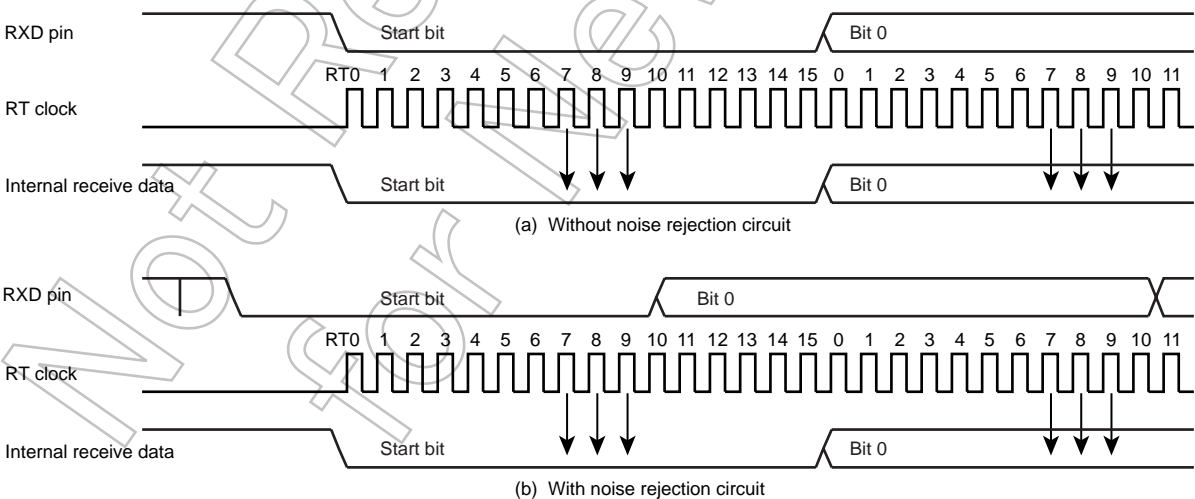 RXD pin Start bit Bit 0
RT0 1 2 3 4 5 6 7 8 9 10 11 12 13 14 15 0 1 2 3 4 5 6 7 8 9 10 11
RT clock
Internal receive data Start bit Bit 0
(a) Without noise rejection circuit
RXD pin Start bit Bit 0
RT0 1 2 3 4 5 6 7 8 9 10 11 12 13 14 15 0 1 2 3 4 5 6 7 8 9 10 11
RT clock
Internal receive data Start bit Bit 0
(b) With noise rejection circuit
Not Re
for Ne